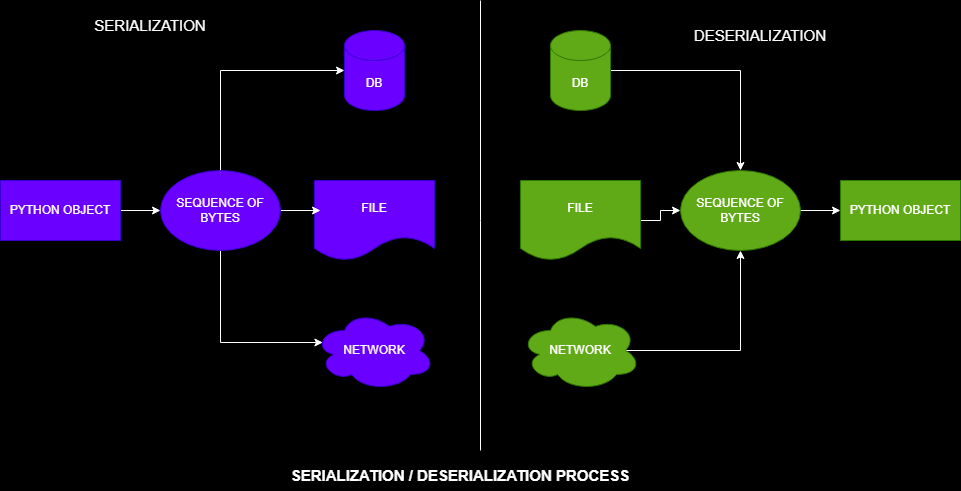 SERIALIZATION
DB
PYTHON OBJECT
SEQUENCE OF
BYTES
FILE
NETWORK
DESERIALIZATION
DB
FILE
SEQUENCE OF
BYTES
PYTHON OBJECT
NETWORK
SERIALIZATION / DESERIALIZATION PROCESS